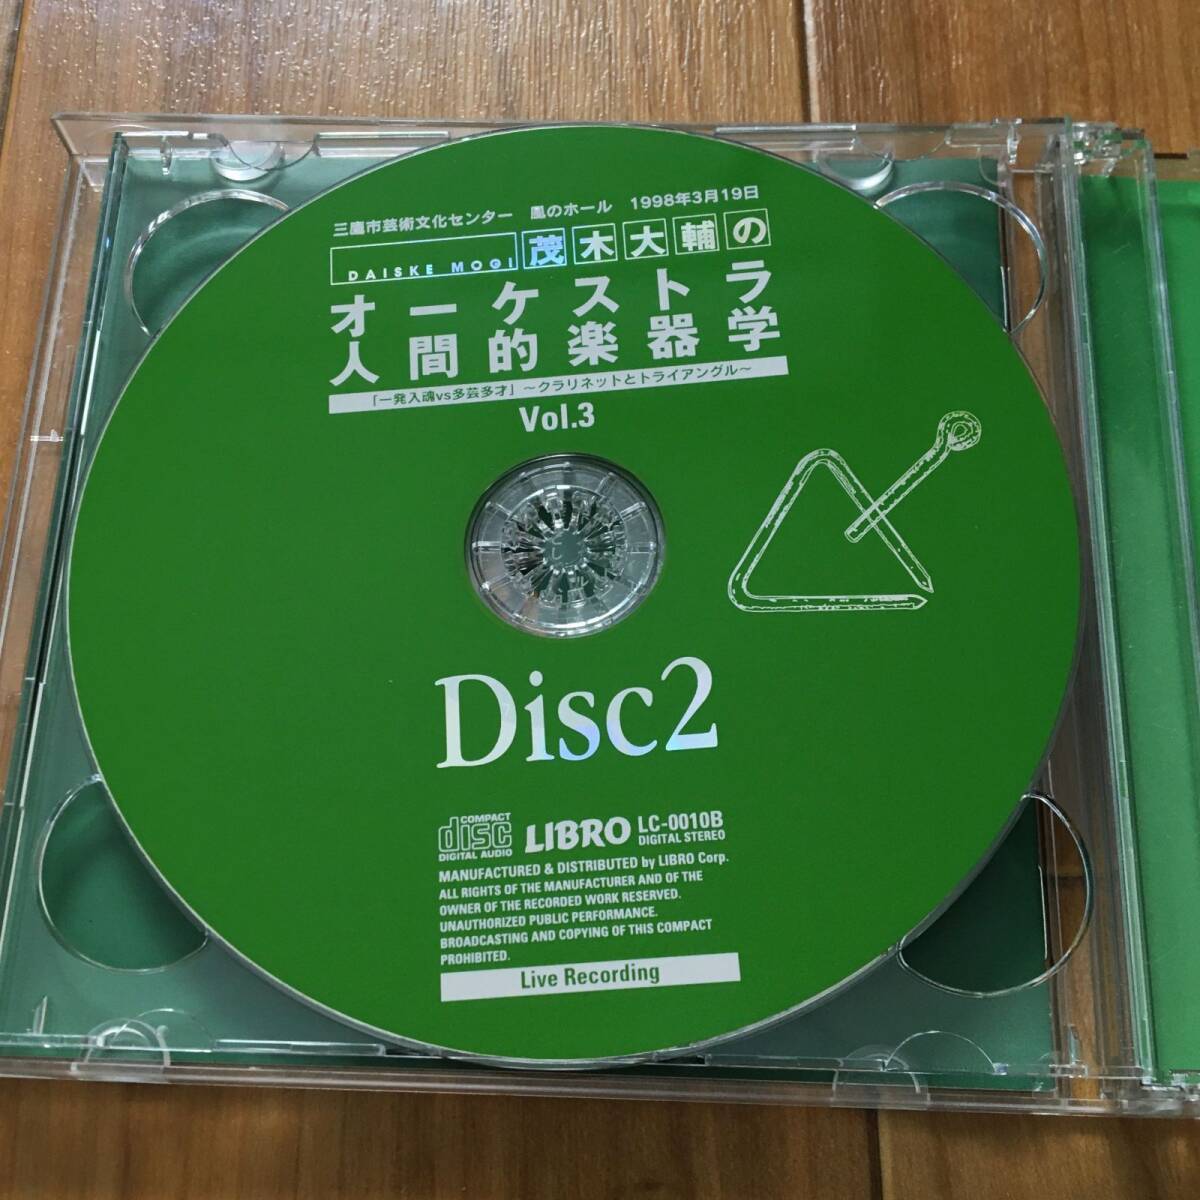 三鷹市芸術文化センター 風のホール 1998年3月19日
DAISKE MOGI 茂木大輔の
オーケストラ
人間的楽器学
「一発入魂vs多芸多才」～クラリネットとトライアングル～
Vol.3
Disc2
COMPACT
disc
DIGITAL AUDIO
LIBRO
LC-0010B
DIGITAL STEREO
MANUFACTURED & DISTRIBUTED by LIBRO Corp.
ALL RIGHTS OF THE MANUFACTURER AND OF THE
OWNER OF THE RECORDED WORK RESERVED.
UNAUTHORIZED PUBLIC PERFORMANCE.
BROADCASTING AND COPYING OF THIS COMPACT
PROHIBITED.
Live Recording